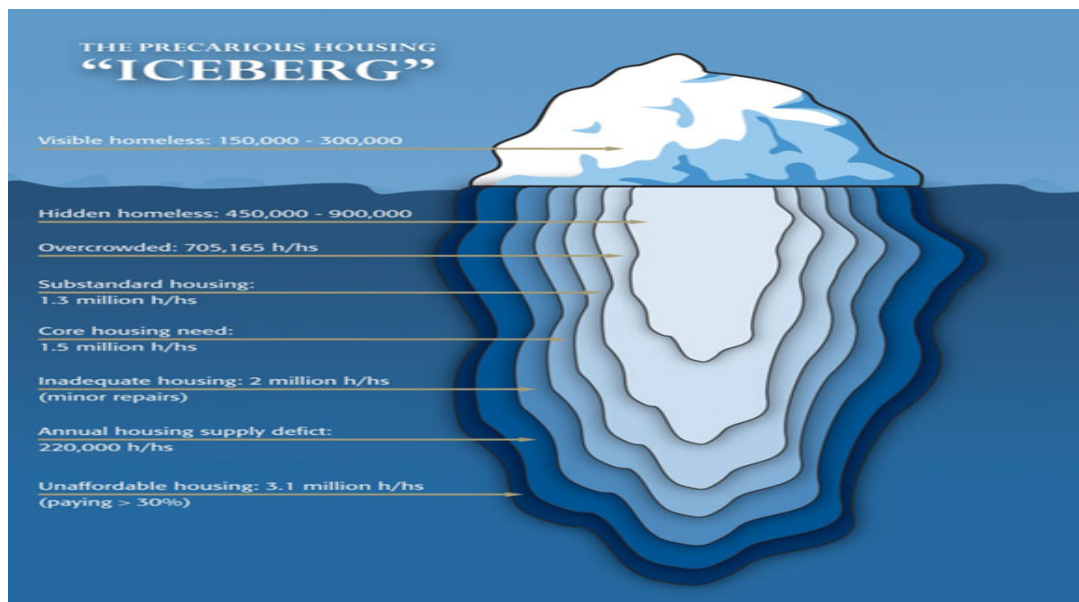 THE PRECARIOUS HOUSING
“ICEBERG”
Visible homeless: 150,000 - 300,000
Hidden homeless: 450,000 - 900,000
Overcrowded: 705,165 h/hs
Substandard housing:
1.3 million h/hs
Core housing need:
1.5 million h/hs
Inadequate housing: 2 million h/hs
(minor repairs)
Annual housing supply defict:
220,000 h/hs
Unaffordable housing: 3.1 million h/hs
(paying > 30%)